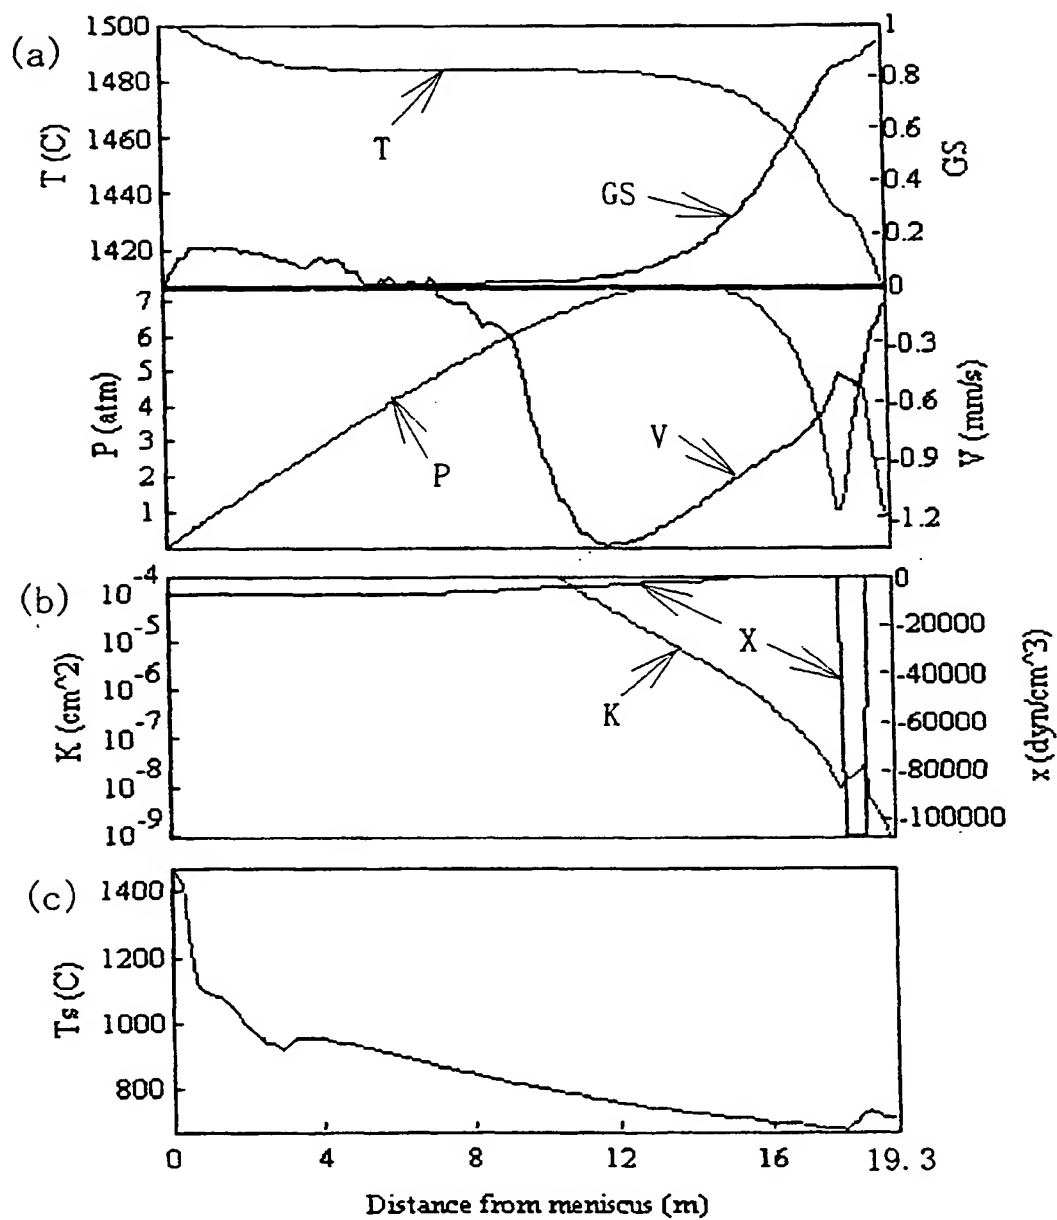 (a)
T (C)
1500
1480
1460
1440
1420
T
GS
1
0.8
0.6
0.4
0.2
0
GS
P (atm)
7
6
5
4
3
2
1
P
V
-0.3
-0.6
-0.9
-1.2
V (mm/s)
(b)
K (cm^2)
10-4
10-5
10-6
10-7
10-8
10-9
K
X
0
-20000
-40000
-60000
-80000
-100000
x (dyn/cm^3)
(c)
Ts (C)
1400
1200
1000
800
0 4 8 12 16 19.3
Distance from meniscus (m)